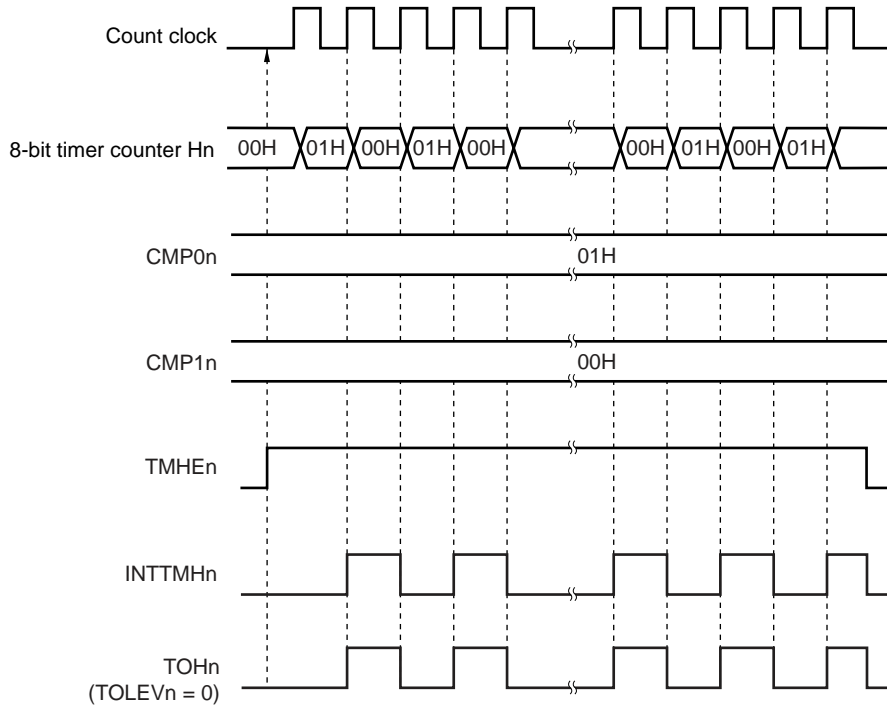 Count clock
8-bit timer counter Hn 00H 01H 00H 01H 00H 00H 01H 00H 01H
CMP0n 01H
CMP1n 00H
TMHEn
INTTMHn
TOHn
(TOLEVn = 0)